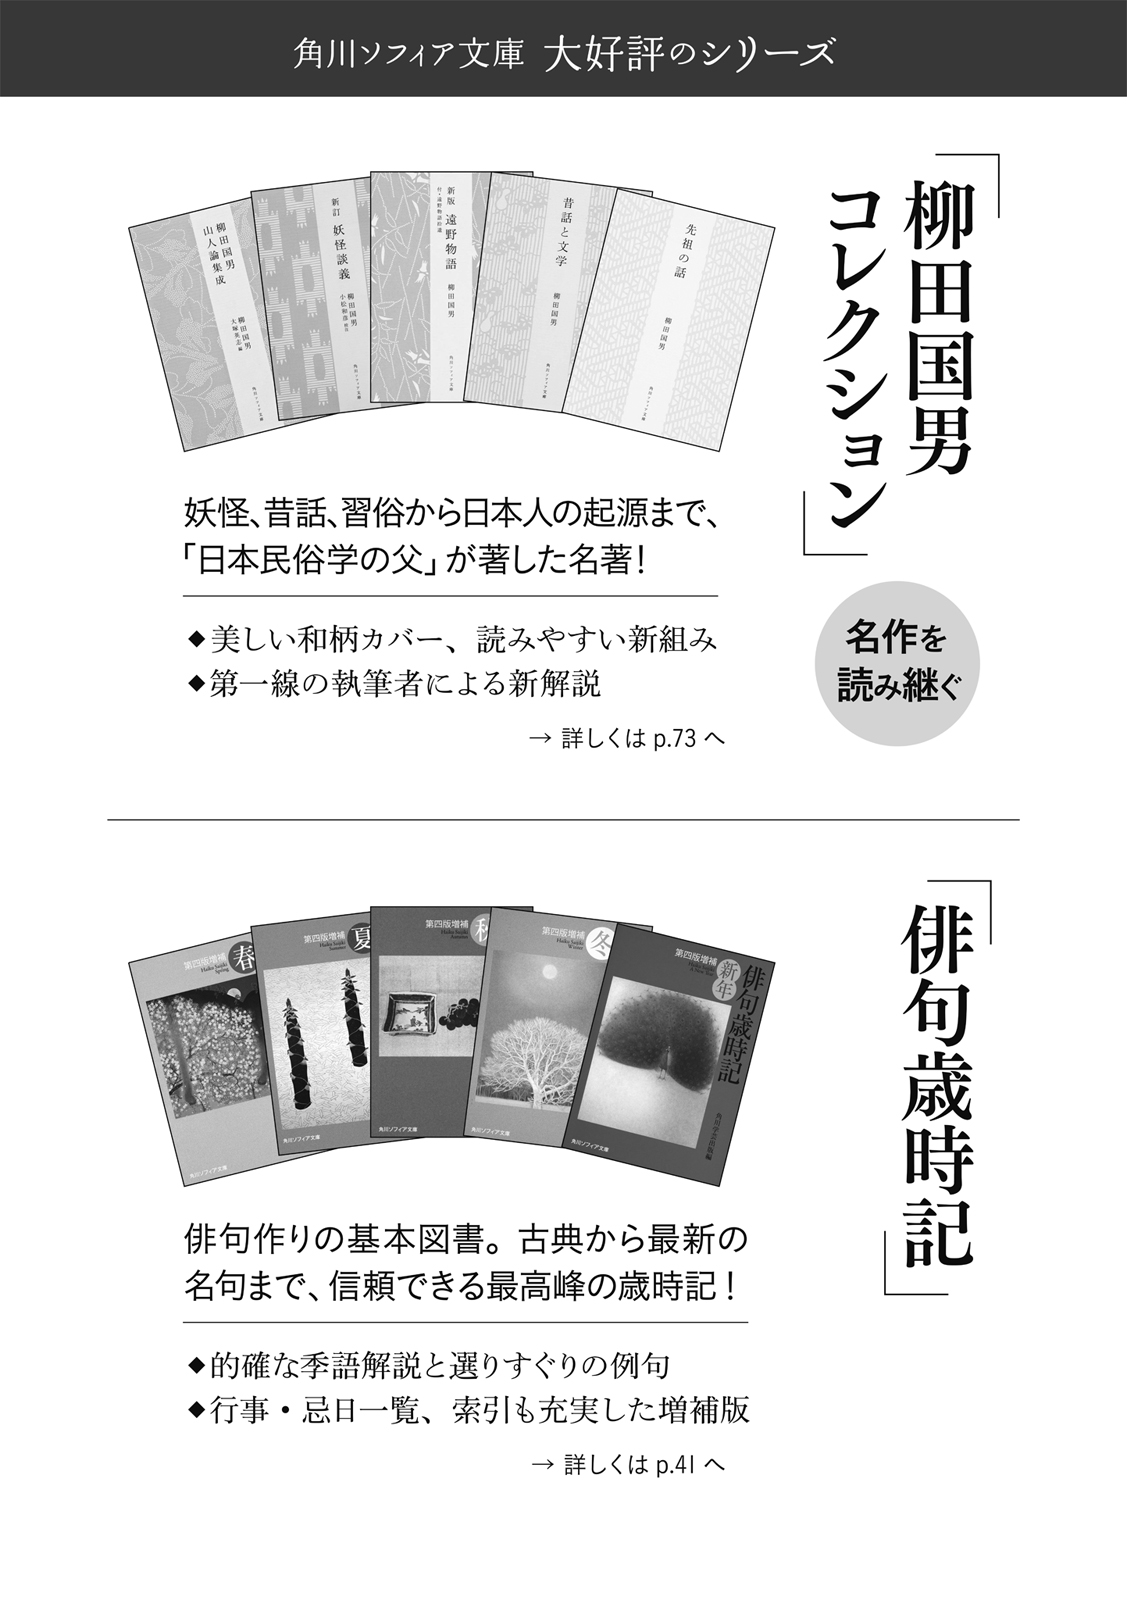 角川ソフィア文庫 大好評のシリーズ
「柳田国男
コレクション」
名作を
読み継ぐ
柳田国男
山人論集成
柳田国男
大塚英志 編
角川ソフィア文庫
新訂 妖怪談義
柳田国男
小松和彦 校注
角川ソフィア文庫
新版 遠野物語
付・遠野物語拾遺
柳田国男
角川ソフィア文庫
昔話と文学
柳田国男
角川ソフィア文庫
先祖の話
柳田国男
角川ソフィア文庫
妖怪、昔話、習俗から日本人の起源まで、
「日本民俗学の父」が著した名著！
◆美しい和柄カバー、読みやすい新組み
◆第一線の執筆者による新解説
→ 詳しくは p.73 へ
「俳句歳時記」
第四版増補
Haiku Saijiki
Spring
春
角川ソフィア文庫
第四版増補
Haiku Saijiki
Summer
夏
角川ソフィア文庫
第四版増補
Haiku Saijiki
Autumn
秋
角川ソフィア文庫
第四版増補
Haiku Saijiki
Winter
冬
角川ソフィア文庫
第四版増補
Haiku Saijiki
A New Year
新年
俳句歳時記
角川学芸出版編
角川ソフィア文庫
俳句作りの基本図書。古典から最新の
名句まで、信頼できる最高峰の歳時記！
◆的確な季語解説と選りすぐりの例句
◆行事・忌日一覧、索引も充実した増補版
→ 詳しくは p.41 へ